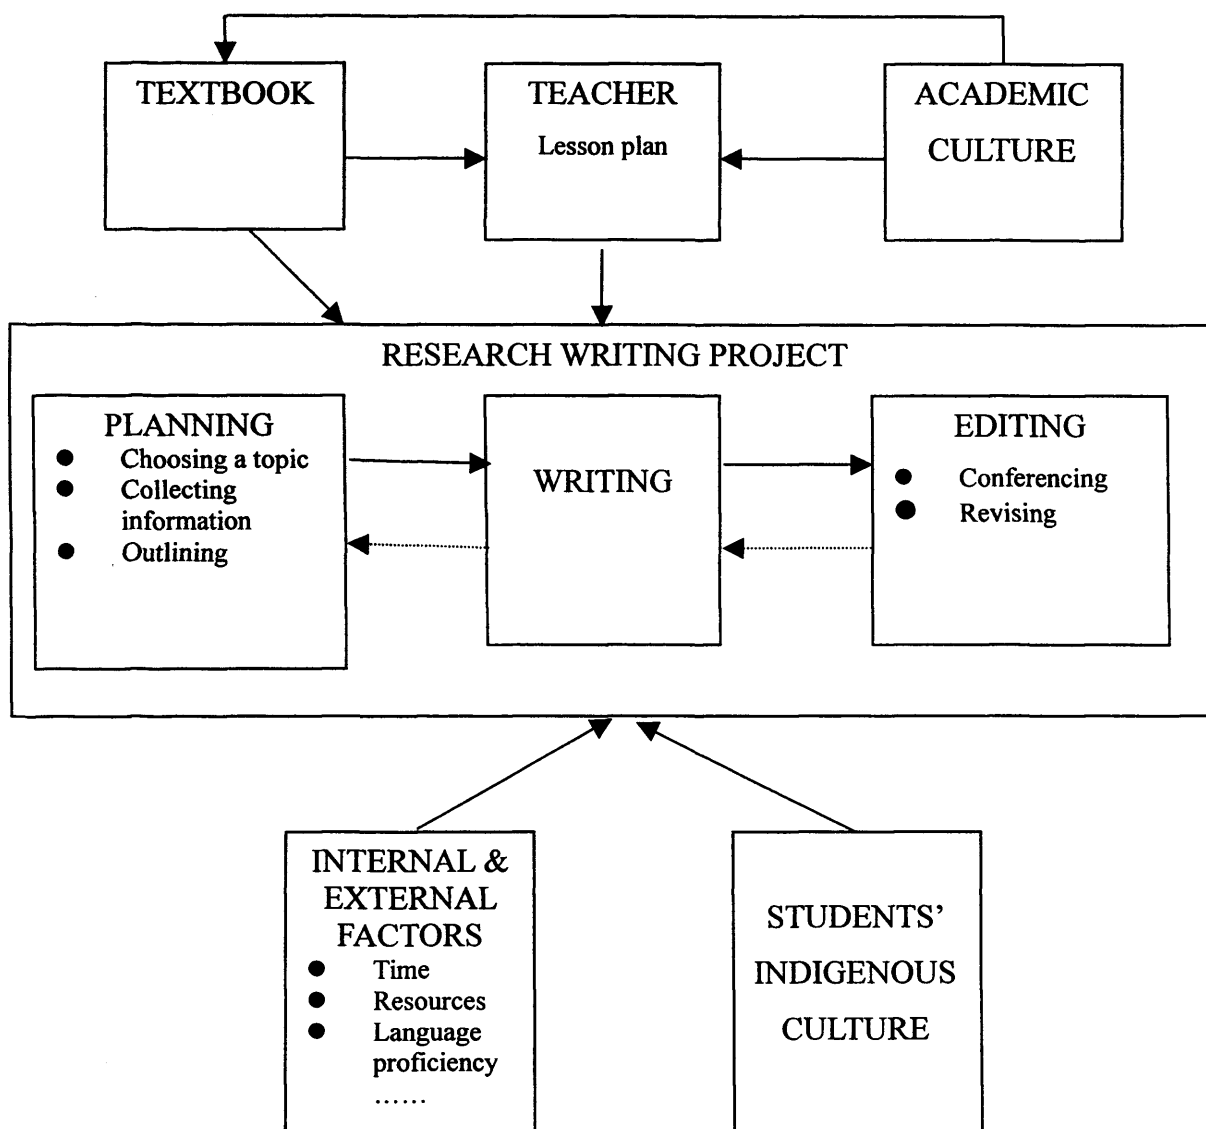 TEXTBOOK
TEACHER
Lesson plan
ACADEMIC
CULTURE
RESEARCH WRITING PROJECT
PLANNING
● Choosing a topic
● Collecting
information
● Outlining
WRITING
EDITING
● Conferencing
● Revising
INTERNAL &
EXTERNAL
FACTORS
● Time
● Resources
● Language
proficiency
......
STUDENTS’
INDIGENOUS
CULTURE